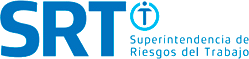 SRT
Superintendencia de
Riesgos del Trabajo